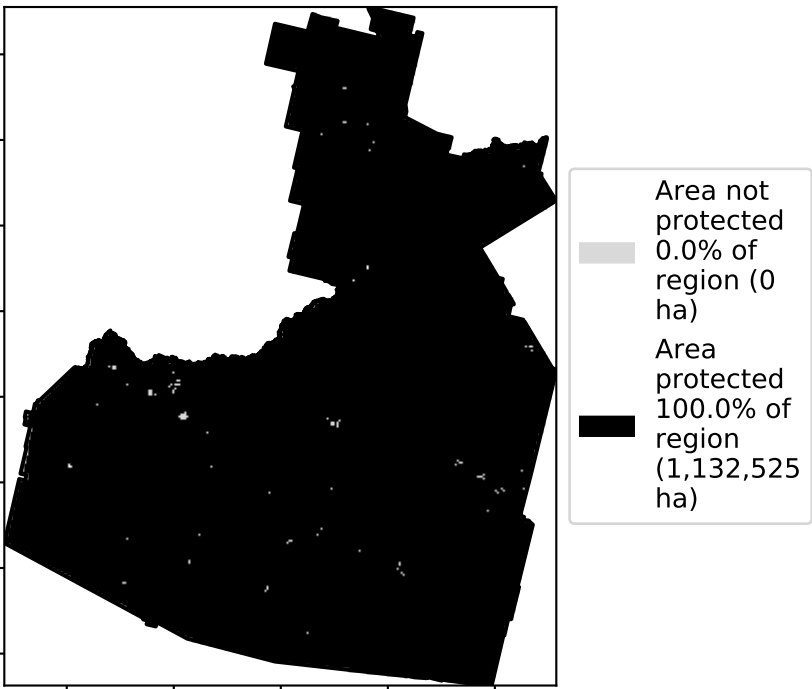 Area not
protected
0.0% of
region (0
ha)
Area
protected
100.0% of
region
(1,132,525
ha)